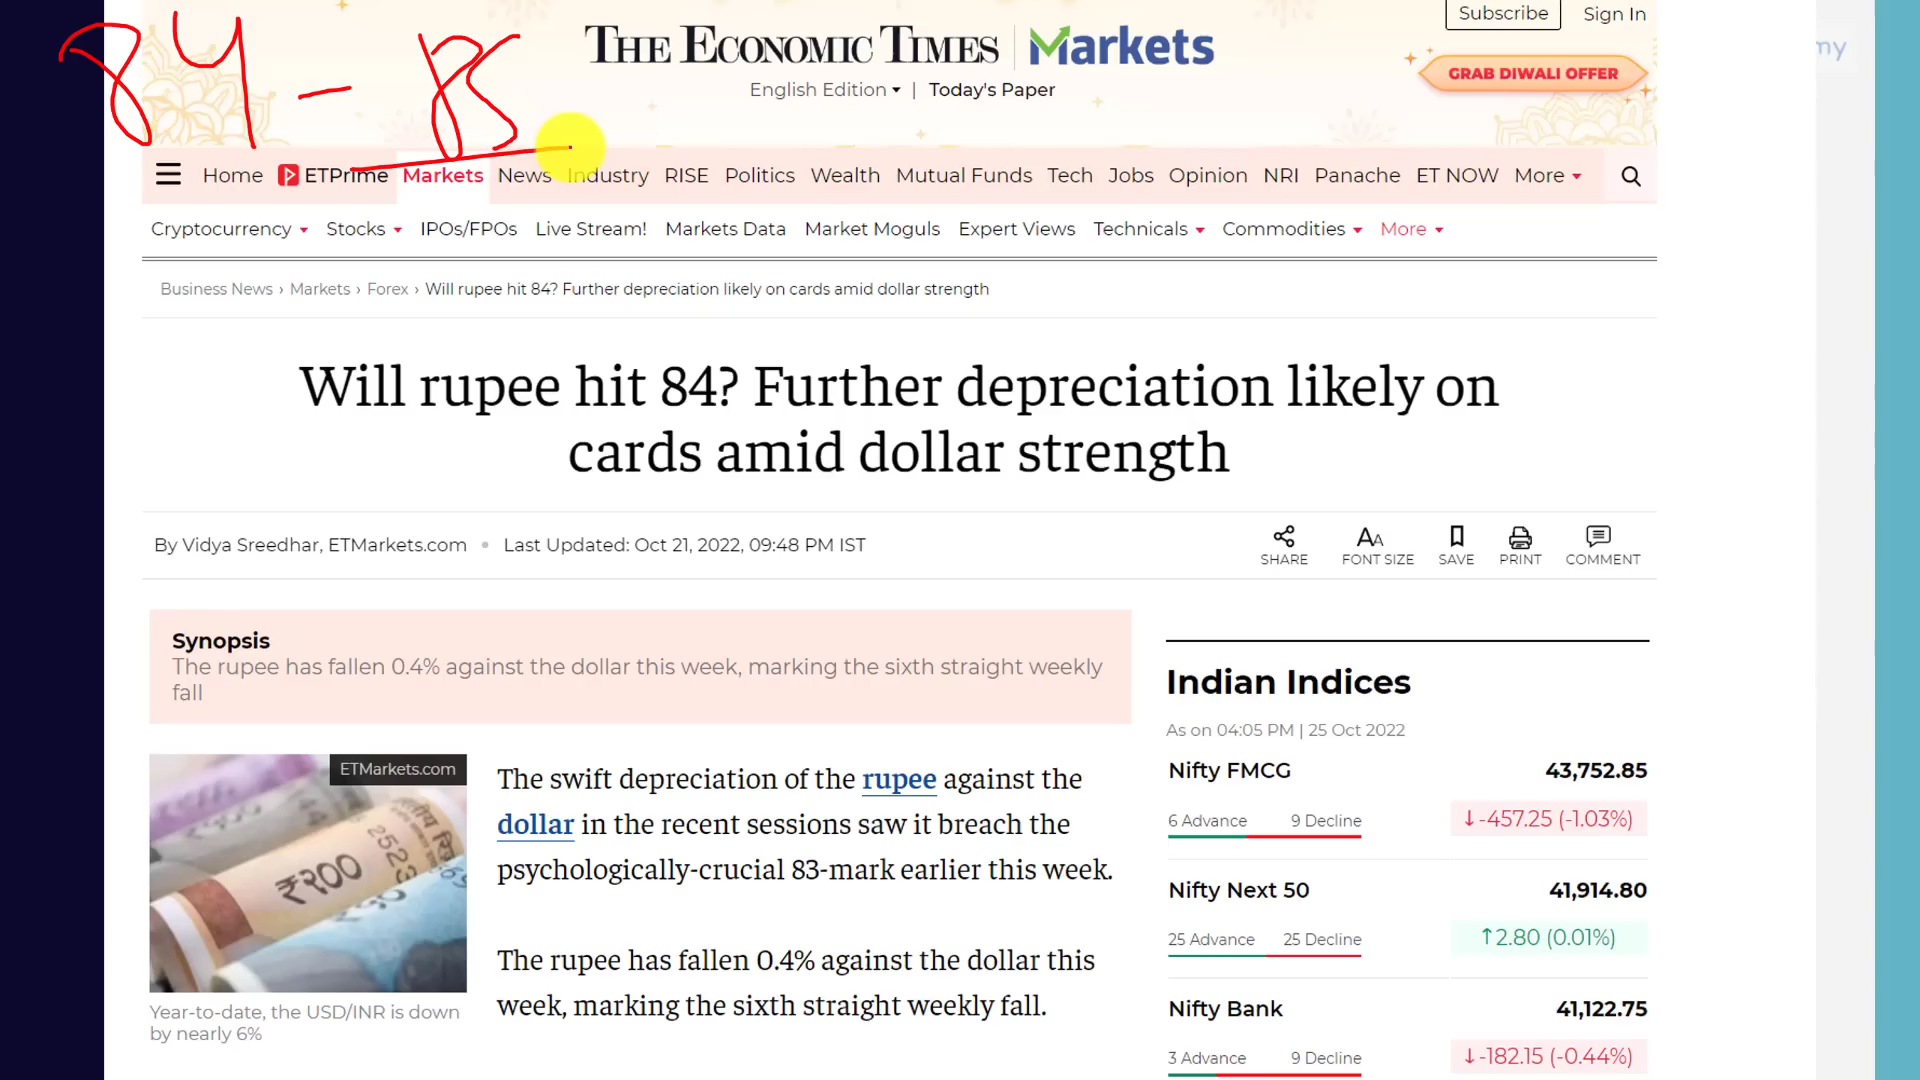 84 - 85
THE ECONOMIC TIMES | Markets
Subscribe Sign In
English Edition | Today's Paper
GRAB DIWALI OFFER
my
Home ETPrime Markets News Industry RISE Politics Wealth Mutual Funds Tech Jobs Opinion NRI Panache ET NOW More
Cryptocurrency Stocks IPOs/FPOs Live Stream! Markets Data Market Moguls Expert Views Technicals Commodities More
Business News › Markets › Forex › Will rupee hit 84? Further depreciation likely on cards amid dollar strength
Will rupee hit 84? Further depreciation likely on
cards amid dollar strength
By Vidya Sreedhar, ETMarkets.com • Last Updated: Oct 21, 2022, 09:48 PM IST
SHARE FONT SIZE SAVE PRINT COMMENT
Synopsis
The rupee has fallen 0.4% against the dollar this week, marking the sixth straight weekly
fall
ETMarkets.com
₹200
Year-to-date, the USD/INR is down
by nearly 6%
The swift depreciation of the rupee against the
dollar in the recent sessions saw it breach the
psychologically-crucial 83-mark earlier this week.
The rupee has fallen 0.4% against the dollar this
week, marking the sixth straight weekly fall.
Indian Indices
As on 04:05 PM | 25 Oct 2022
Nifty FMCG 43,752.85
6 Advance 9 Decline ↓-457.25 (-1.03%)
Nifty Next 50 41,914.80
25 Advance 25 Decline ↑2.80 (0.01%)
Nifty Bank 41,122.75
3 Advance 9 Decline ↓-182.15 (-0.44%)